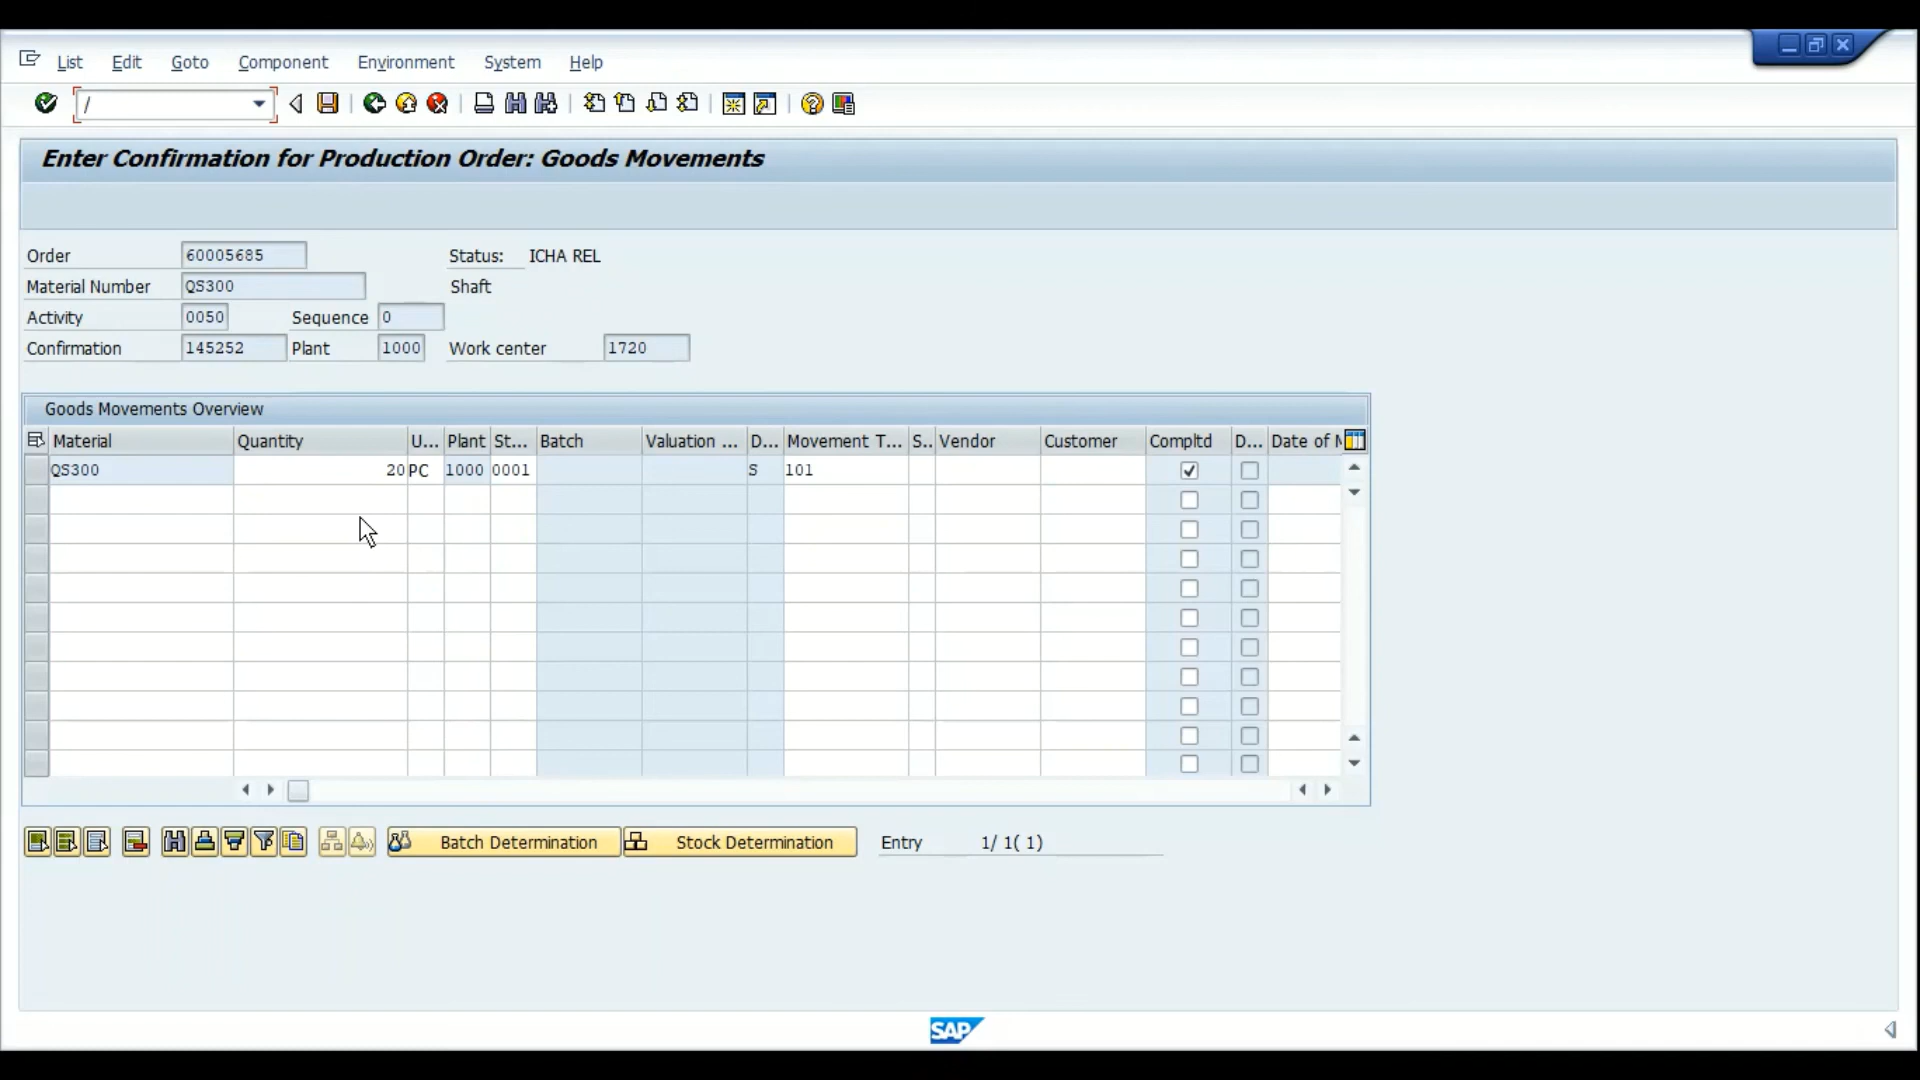 List Edit Goto Component Environment System Help
/
Enter Confirmation for Production Order: Goods Movements
Order 60005685 Status: ICHA REL
Material Number QS300 Shaft
Activity 0050 Sequence 0
Confirmation 145252 Plant 1000 Work center 1720
Goods Movements Overview
Material Quantity U... Plant St... Batch Valuation ... D... Movement T... S.. Vendor Customer Compltd D... Date of M
QS300 20 PC 1000 0001 S 101
Batch Determination Stock Determination Entry 1/ 1( 1)
SAP